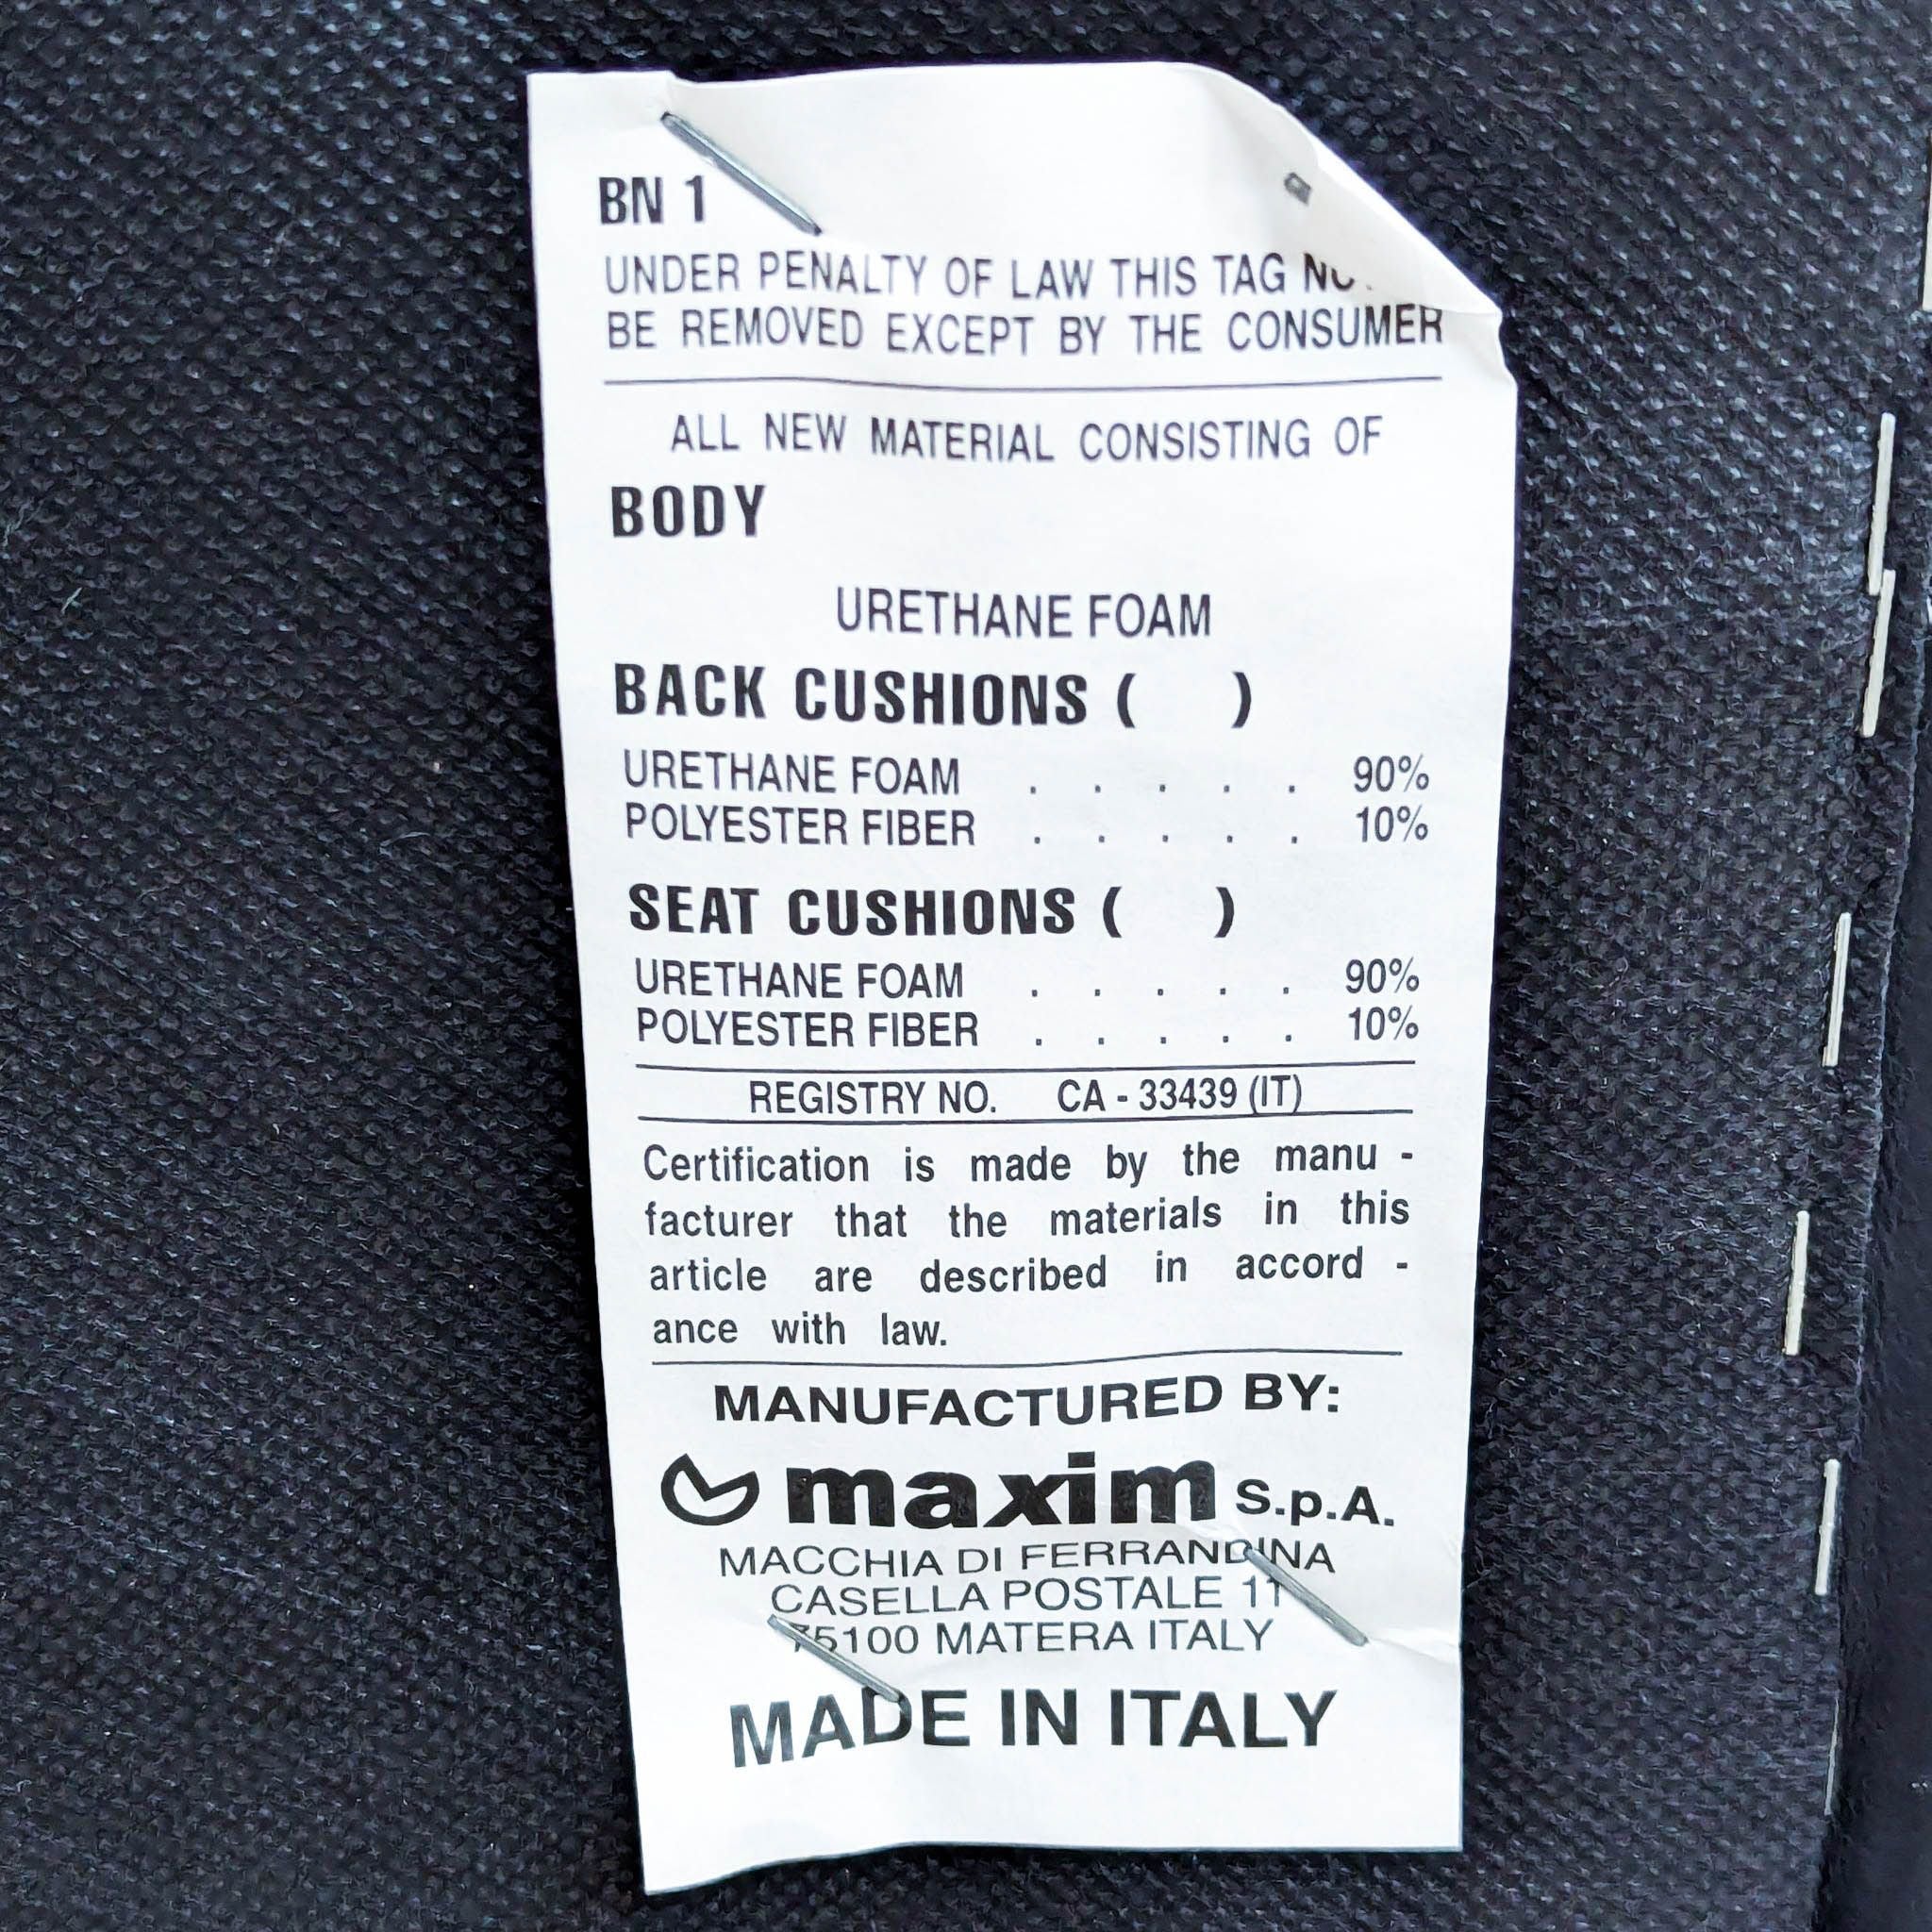 BN 1
UNDER PENALTY OF LAW THIS TAG
BE REMOVED EXCEPT BY THE CONSUMER
ALL NEW MATERIAL CONSISTING OF
BODY
URETHANE FOAM
BACK CUSHIONS ( )
URETHANE FOAM . . . . . 90%
POLYESTER FIBER . . . . . 10%
SEAT CUSHIONS ( )
URETHANE FOAM . . . . . 90%
POLYESTER FIBER . . . . . 10%
REGISTRY NO. CA - 33439 (IT)
Certification is made by the manu -
facturer that the materials in this
article are described in accord -
ance with law.
MANUFACTURED BY:
maxim S.p.A.
MACCHIA DI FERRANDINA
CASELLA POSTALE 11
75100 MATERA ITALY
MADE IN ITALY